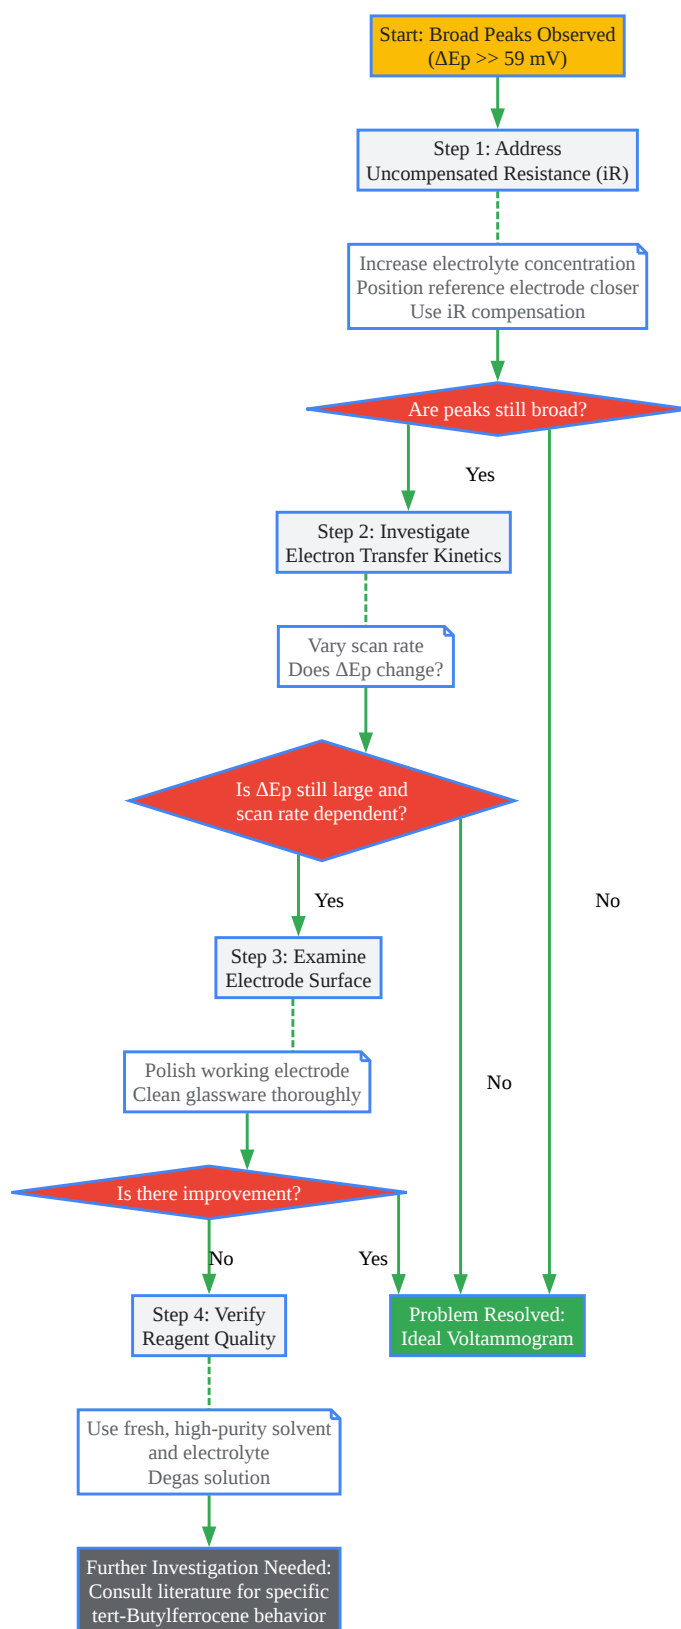 Start: Broad Peaks Observed
(ΔEp >> 59 mV)
Step 1: Address
Uncompensated Resistance (iR)
Increase electrolyte concentration
Position reference electrode closer
Use iR compensation
Are peaks still broad?
Yes
Step 2: Investigate
Electron Transfer Kinetics
Vary scan rate
Does ΔEp change?
Is ΔEp still large and
scan rate dependent?
Yes
No
Step 3: Examine
Electrode Surface
Polish working electrode
Clean glassware thoroughly
No
Is there improvement?
No
Yes
Step 4: Verify
Reagent Quality
Problem Resolved:
Ideal Voltammogram
Use fresh, high-purity solvent
and electrolyte
Degas solution
Further Investigation Needed:
Consult literature for specific
tert-Butylferrocene behavior